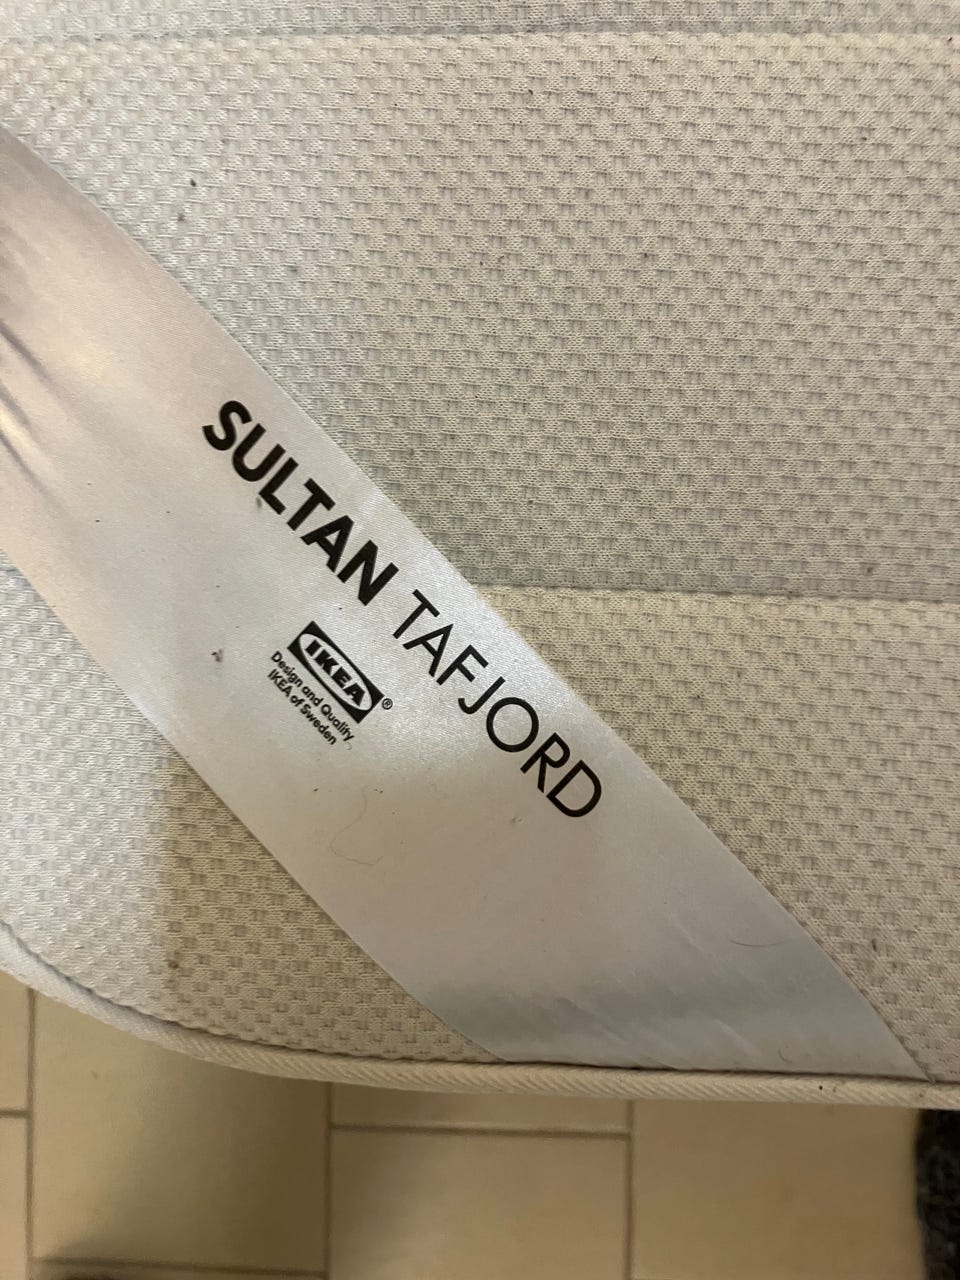 SULTAN TAFJORD
IKEA®
Design and Quality
IKEA of Sweden